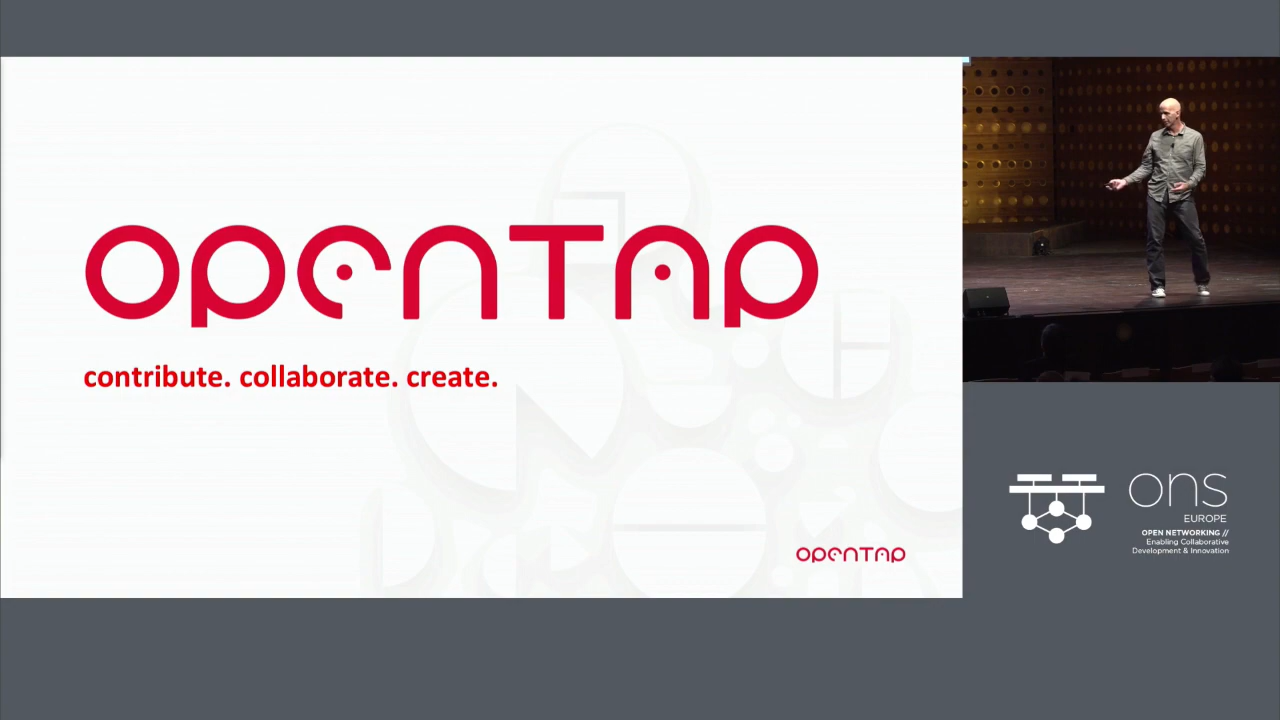 OPENTAP
contribute. collaborate. create.
OPENTAP
ons
EUROPE
OPEN NETWORKING //
Enabling Collaborative
Development & Innovation